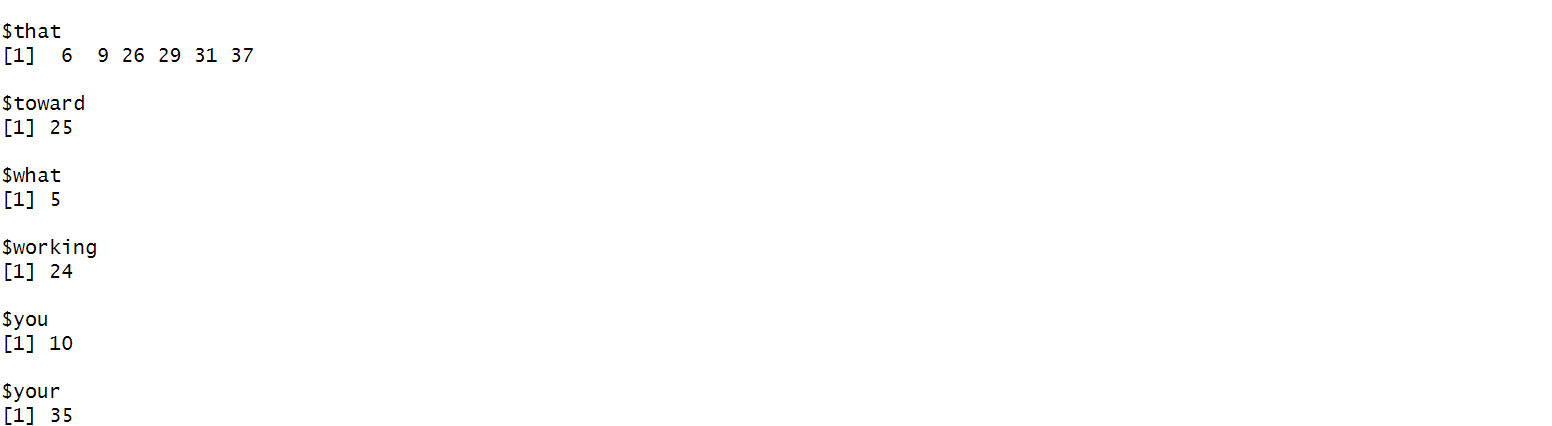 $that
[1]  6  9 26 29 31 37
$toward
[1] 25
$what
[1] 5
$working
[1] 24
$you
[1] 10
$your
[1] 35